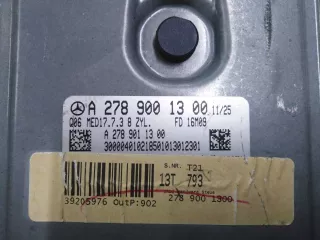 A 278 900 13 00 11/25
Q06 MED17.7.3 8 ZYL. FD 16M09
A 278 901 13 00
300004010218501013012301
S.NR. T21
13T 793
39205976 OutP:902 278 900 1300